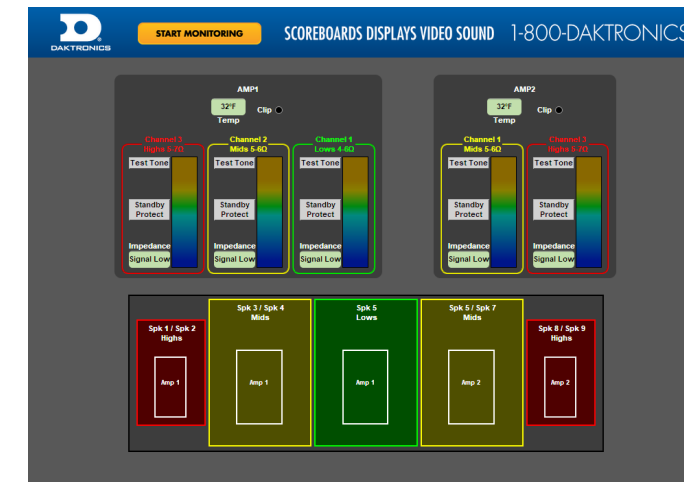 DAKTRONICS
START MONITORING
SCOREBOARDS DISPLAYS VIDEO SOUND
1-800-DAKTRONICS
AMP1
32°F
Temp
Clip
Channel 3
Highs 5-7Ω
Test Tone
Standby
Protect
Impedance
Signal Low
Channel 2
Mids 5-6Ω
Test Tone
Standby
Protect
Impedance
Signal Low
Channel 1
Lows 4-6Ω
Test Tone
Standby
Protect
Impedance
Signal Low
AMP2
32°F
Temp
Clip
Channel 1
Mids 5-6Ω
Test Tone
Standby
Protect
Impedance
Signal Low
Channel 3
Highs 5-7Ω
Test Tone
Standby
Protect
Impedance
Signal Low
Spk 1 / Spk 2
Highs
Amp 1
Spk 3 / Spk 4
Mids
Amp 1
Spk 5
Lows
Amp 1
Spk 5 / Spk 7
Mids
Amp 2
Spk 8 / Spk 9
Highs
Amp 2